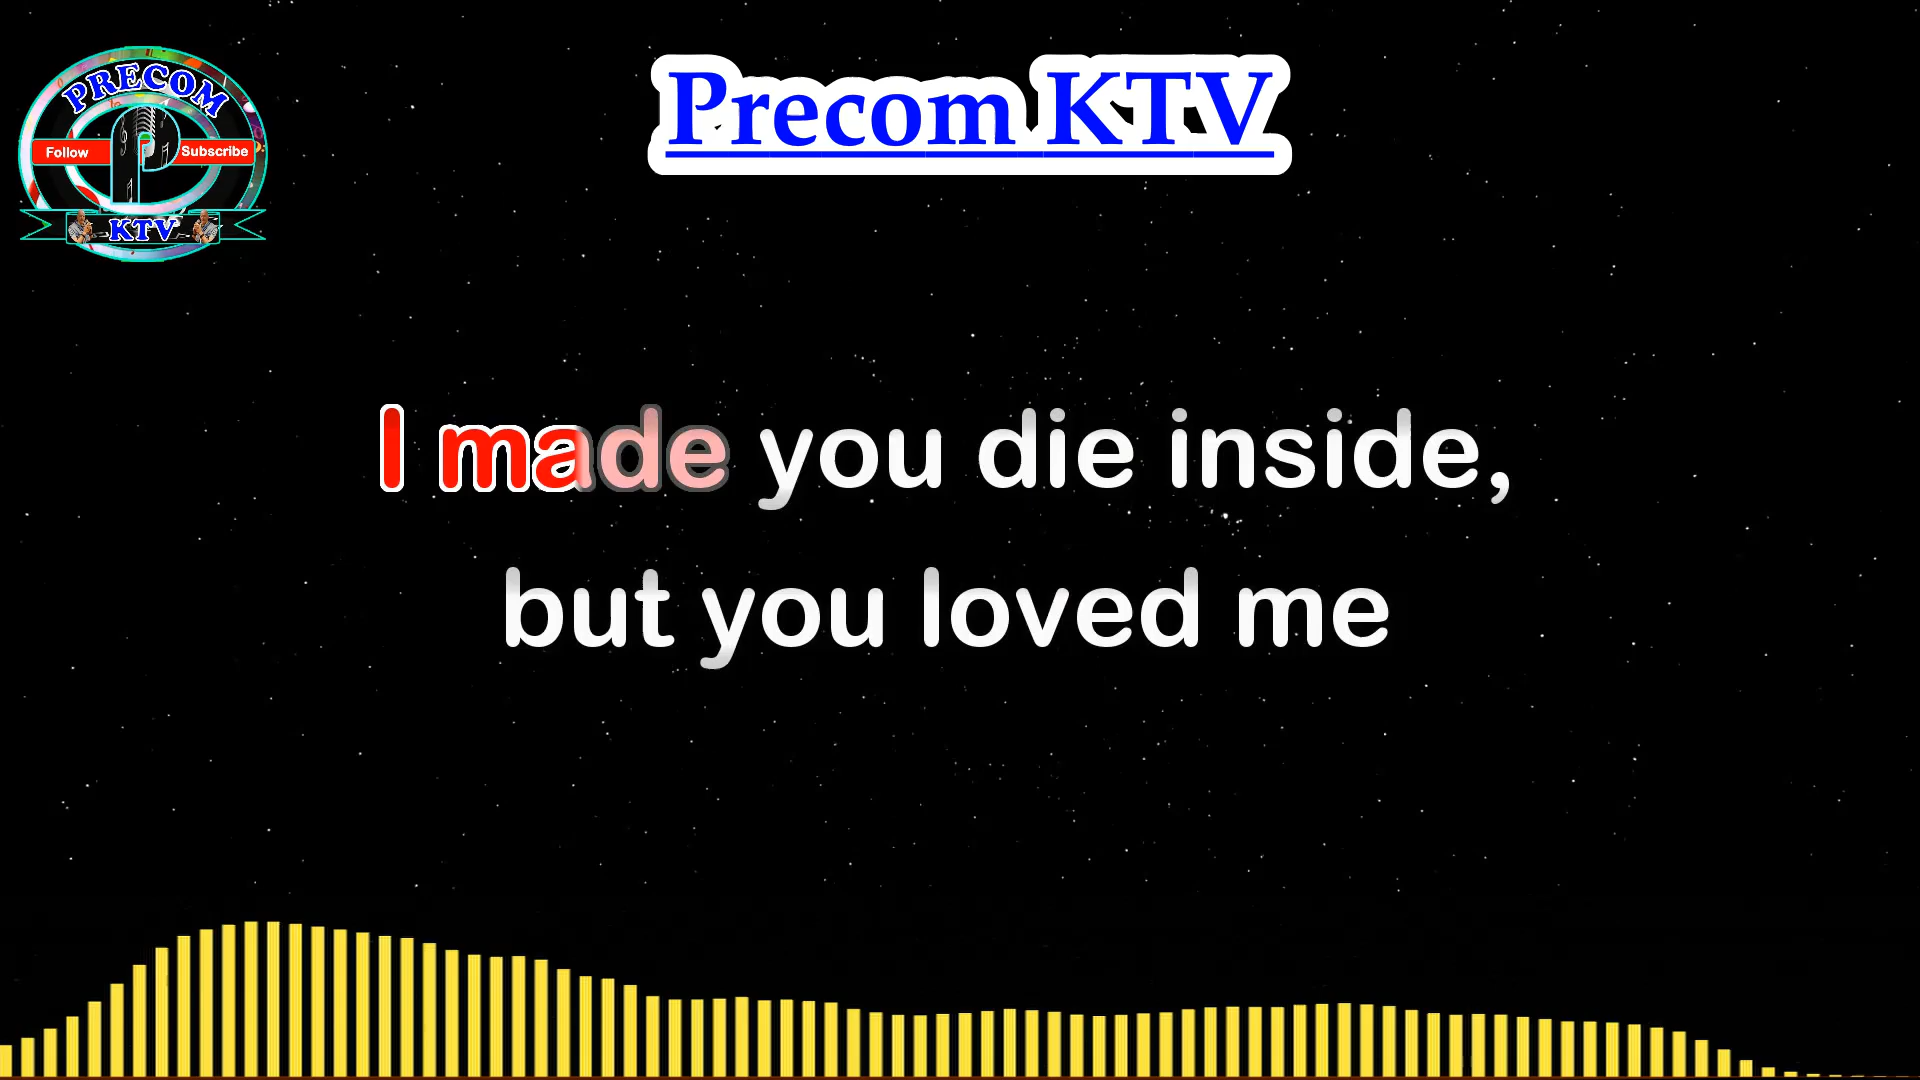 Precom KTV
PRECOM
Follow
Subscribe
KTV
I made you die inside,
but you loved me